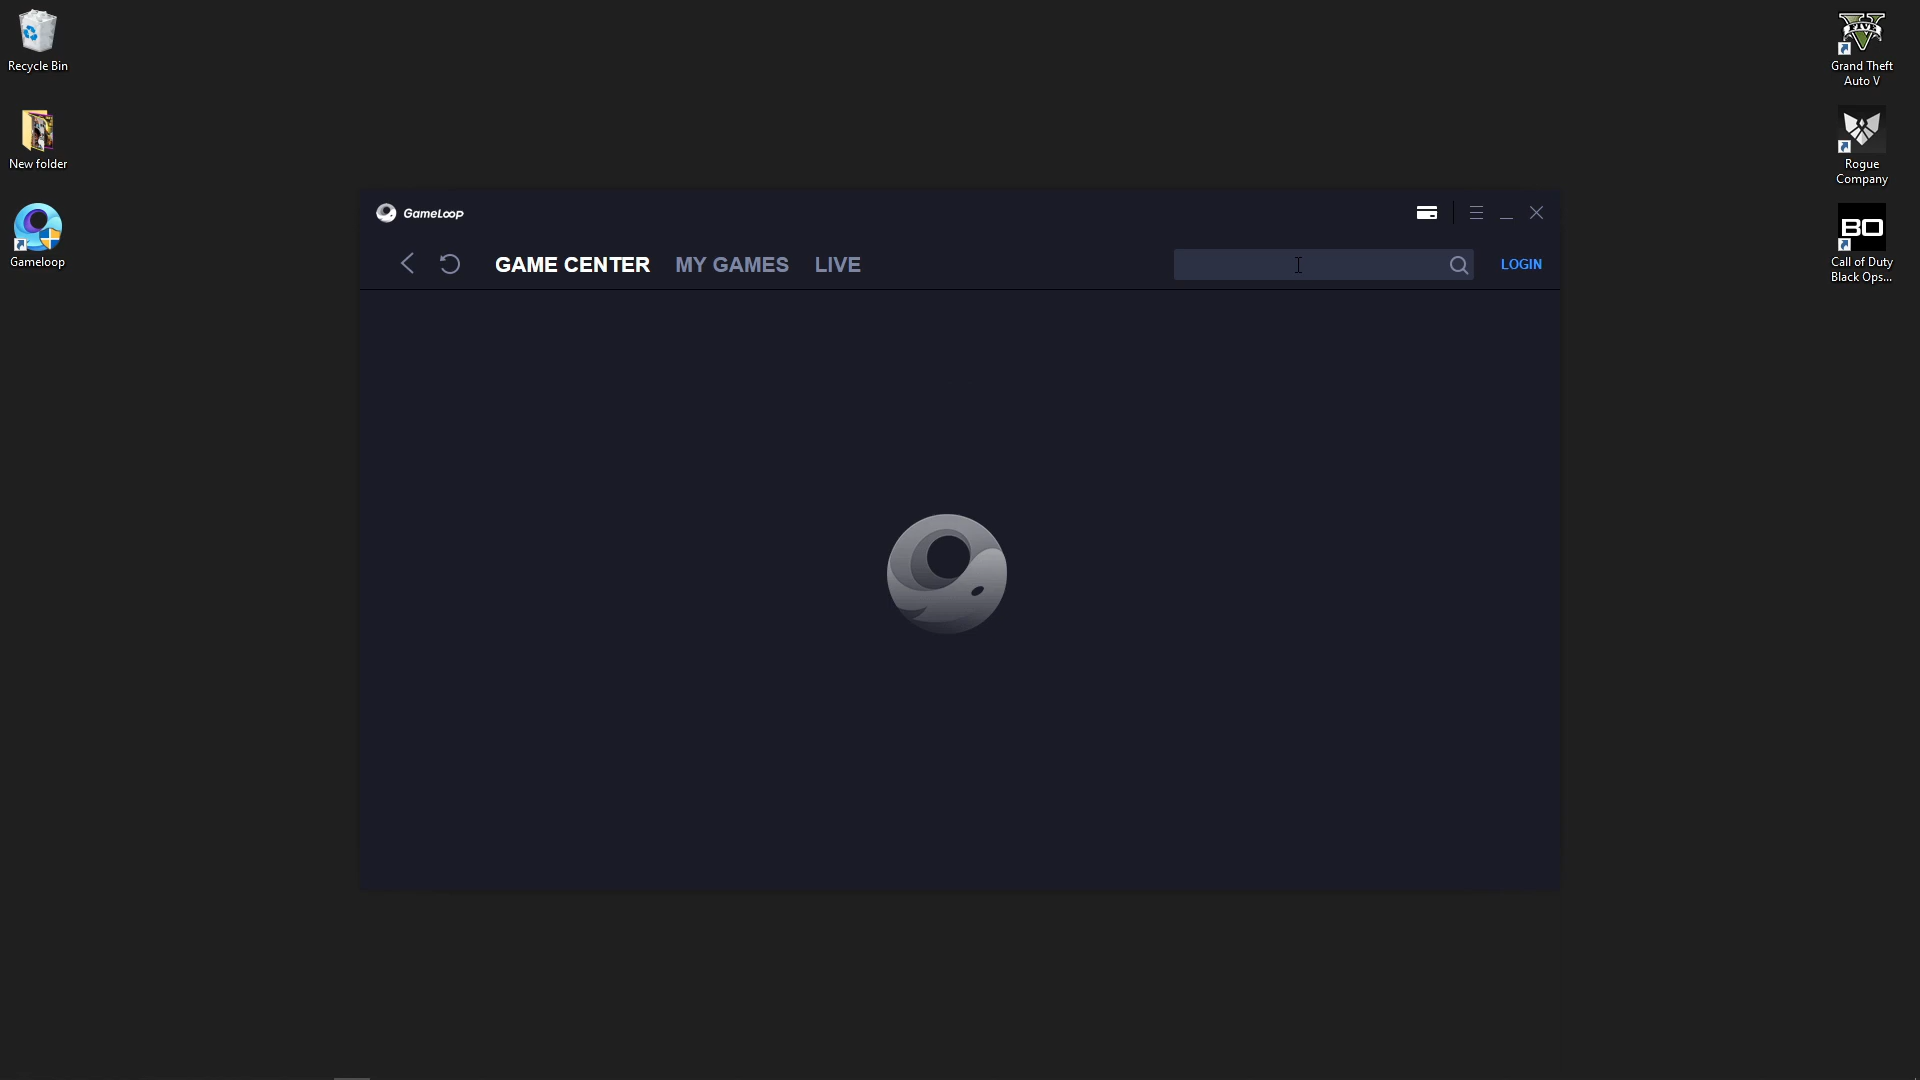 Recycle Bin
New folder
Gameloop
GameLoop
GAME CENTER MY GAMES LIVE
LOGIN
FIVE
Grand Theft
Auto V
Rogue
Company
BO
Call of Duty
Black Ops...